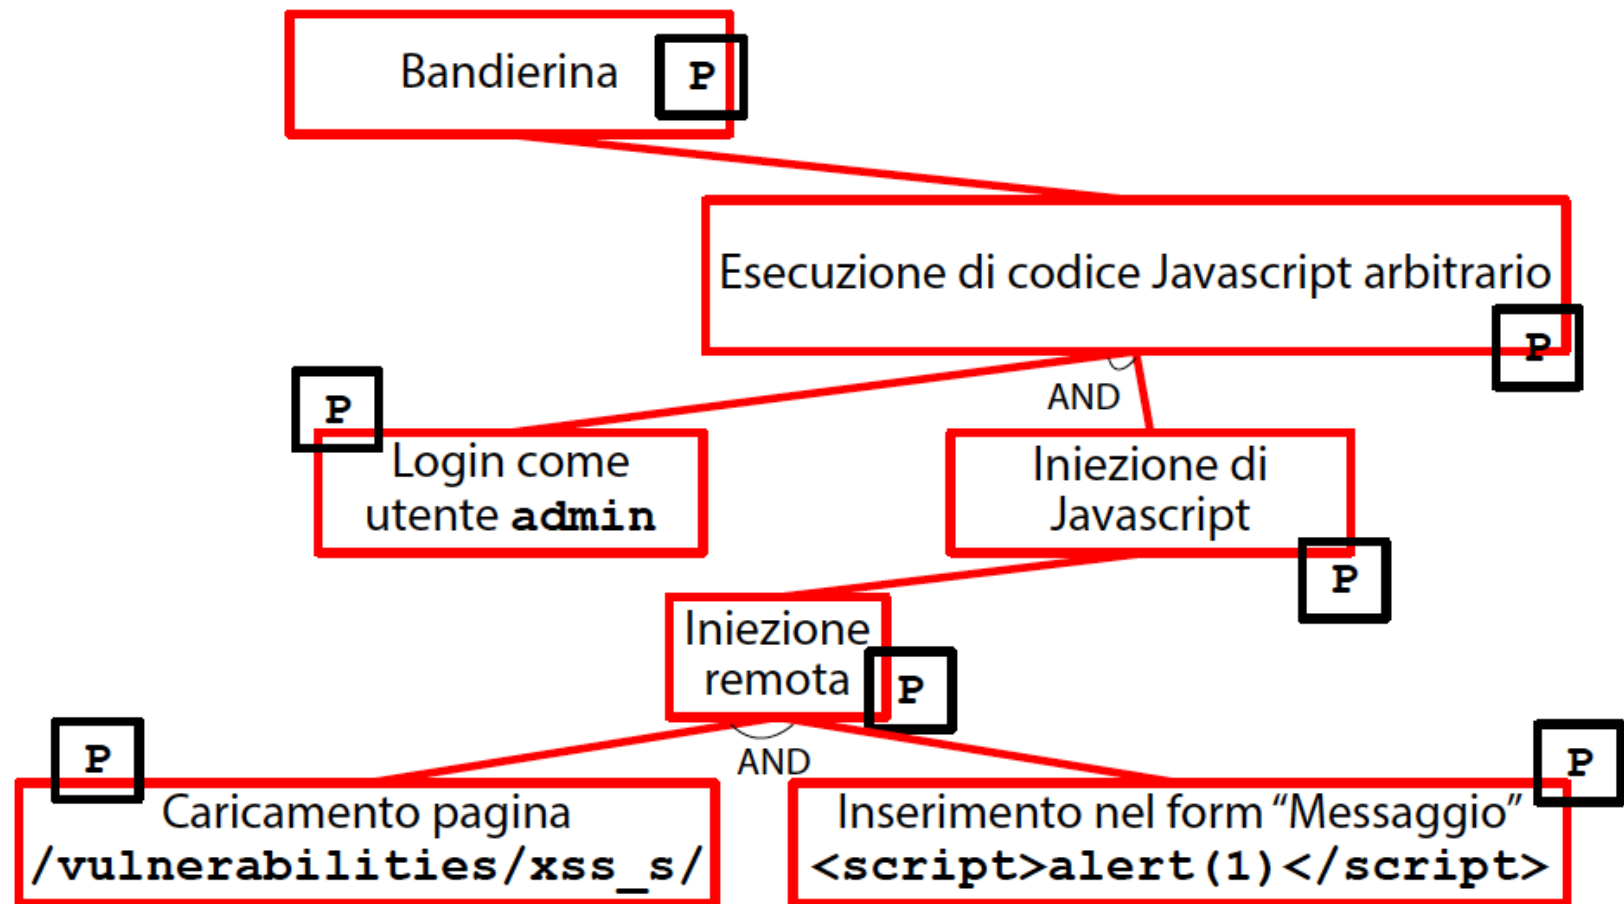 Bandierina P
Esecuzione di codice Javascript arbitrario
P
P
AND
Login come
utente admin
Iniezione di
Javascript
P
Iniezione
remota P
AND
P
Caricamento pagina
/vulnerabilities/xss_s/
P
Inserimento nel form “Messaggio”
<script>alert(1)</script>